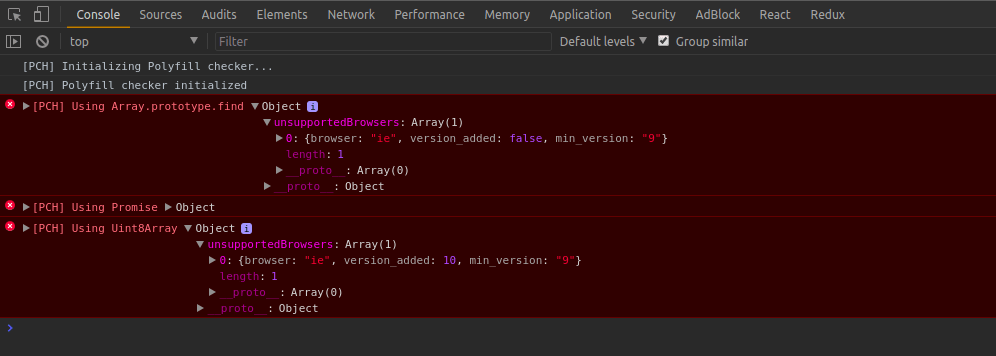 Console Sources Audits Elements Network Performance Memory Application Security AdBlock React Redux
top Filter Default levels Group similar
[PCH] Initializing Polyfill checker...
[PCH] Polyfill checker initialized
[PCH] Using Array.prototype.find Object i
unsupportedBrowsers: Array(1)
0: {browser: "ie", version_added: false, min_version: "9"}
length: 1
__proto__: Array(0)
__proto__: Object
[PCH] Using Promise Object
[PCH] Using Uint8Array Object i
unsupportedBrowsers: Array(1)
0: {browser: "ie", version_added: 10, min_version: "9"}
length: 1
__proto__: Array(0)
__proto__: Object